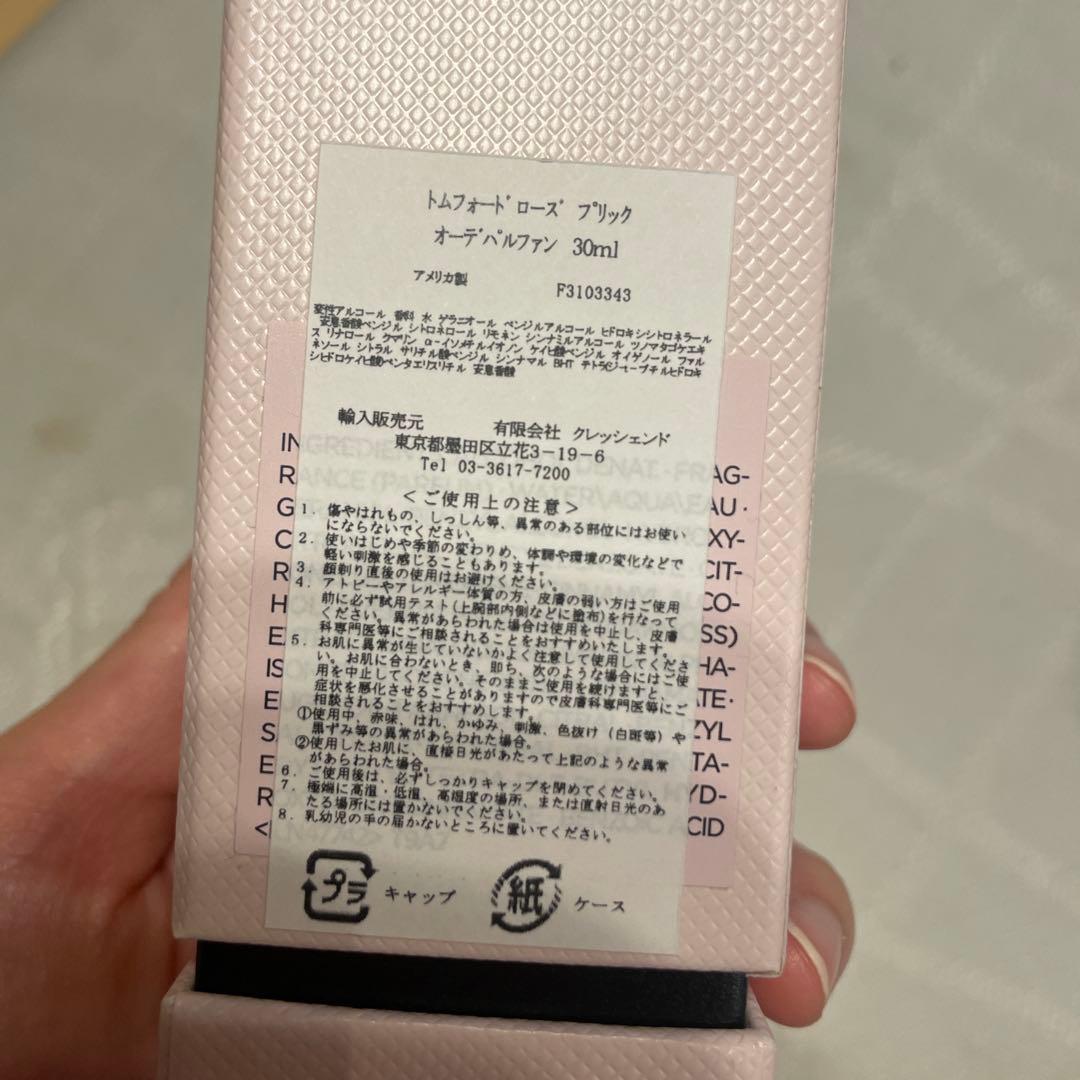 トムフォード ローズ プリック
オーデパルファン 30ml
アメリカ製 F3103343
変性アルコール 香料 水 ゲラニオール ベンジルアルコール ヒドロキシシトロネラール
安息香酸ベンジル シトロネロール リモネン シンナミルアルコール ツノマタゴケエキ
ス リナロール クマリン α-イソメチルイオノン ケイヒ酸ベンジル オイゲノール ファル
ネソール シトラル サリチル酸ベンジル シンナマル BHT テトラ(ジ-t-ブチルヒドロキ
シヒドロケイヒ酸)ペンタエリスリチル 安息香酸
輸入販売元 有限会社 クレッシェンド
東京都墨田区立花3-19-6
Tel 03-3617-7200
<ご使用上の注意>
1. 傷やはれもの、しっしん等、異常のある部位にはお使い
にならないでください。
2. 使いはじめや季節の変わりめ、体調や環境の変化などで
軽い刺激を感じることもあります。
3. 顔剃り直後の使用はお避けください。
4. アトピーやアレルギー体質の方、皮膚の弱い方はご使用
前に必ず試用テスト(上腕部内側などに塗布)を行なって
ください。異常があらわれた場合は使用を中止し、皮膚
科専門医等にご相談されることをおすすめいたします。
5. お肌に異常が生じていないかよく注意して使用してくださ
い。お肌に合わないとき、即ち、次のような場合にはご使
用を中止してください。そのままご使用を続けますと、
症状を悪化させることがありますので皮膚科専門医等にご
相談されることをおすすめします。
①使用中、赤味、はれ、かゆみ、刺激、色抜け(白斑等)や
黒ずみ等の異常があらわれた場合。
②使用したお肌に、直接日光があたって上記のような異常
があらわれた場合。
6. ご使用後は、必ずしっかりキャップを閉めてください。
7. 極端に高温・低温、高湿度の場所、または直射日光のあ
たる場所には置かないでください。
8. 乳幼児の手の届かないところに置いてください。
プラ キャップ 紙 ケース